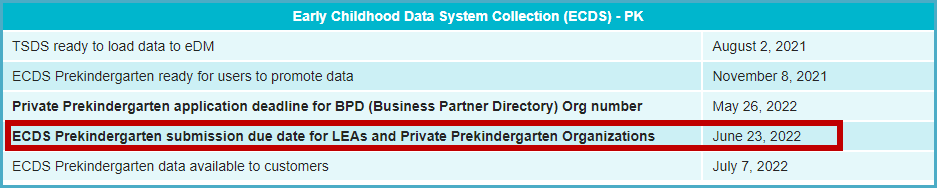 Early Childhood Data System Collection (ECDS) - PK
TSDS ready to load data to eDM August 2, 2021
ECDS Prekindergarten ready for users to promote data November 8, 2021
Private Prekindergarten application deadline for BPD (Business Partner Directory) Org number May 26, 2022
ECDS Prekindergarten submission due date for LEAs and Private Prekindergarten Organizations June 23, 2022
ECDS Prekindergarten data available to customers July 7, 2022